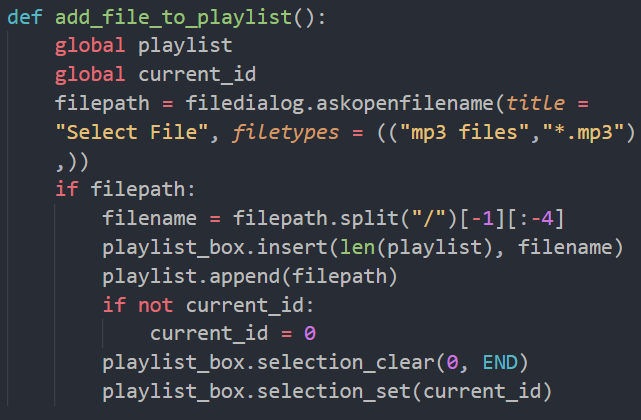 def add_file_to_playlist():
    global playlist
    global current_id
    filepath = filedialog.askopenfilename(title =
    "Select File", filetypes = (("mp3 files","*.mp3")
    ,))
    if filepath:
        filename = filepath.split("/")[-1][:-4]
        playlist_box.insert(len(playlist), filename)
        playlist.append(filepath)
        if not current_id:
            current_id = 0
        playlist_box.selection_clear(0, END)
        playlist_box.selection_set(current_id)